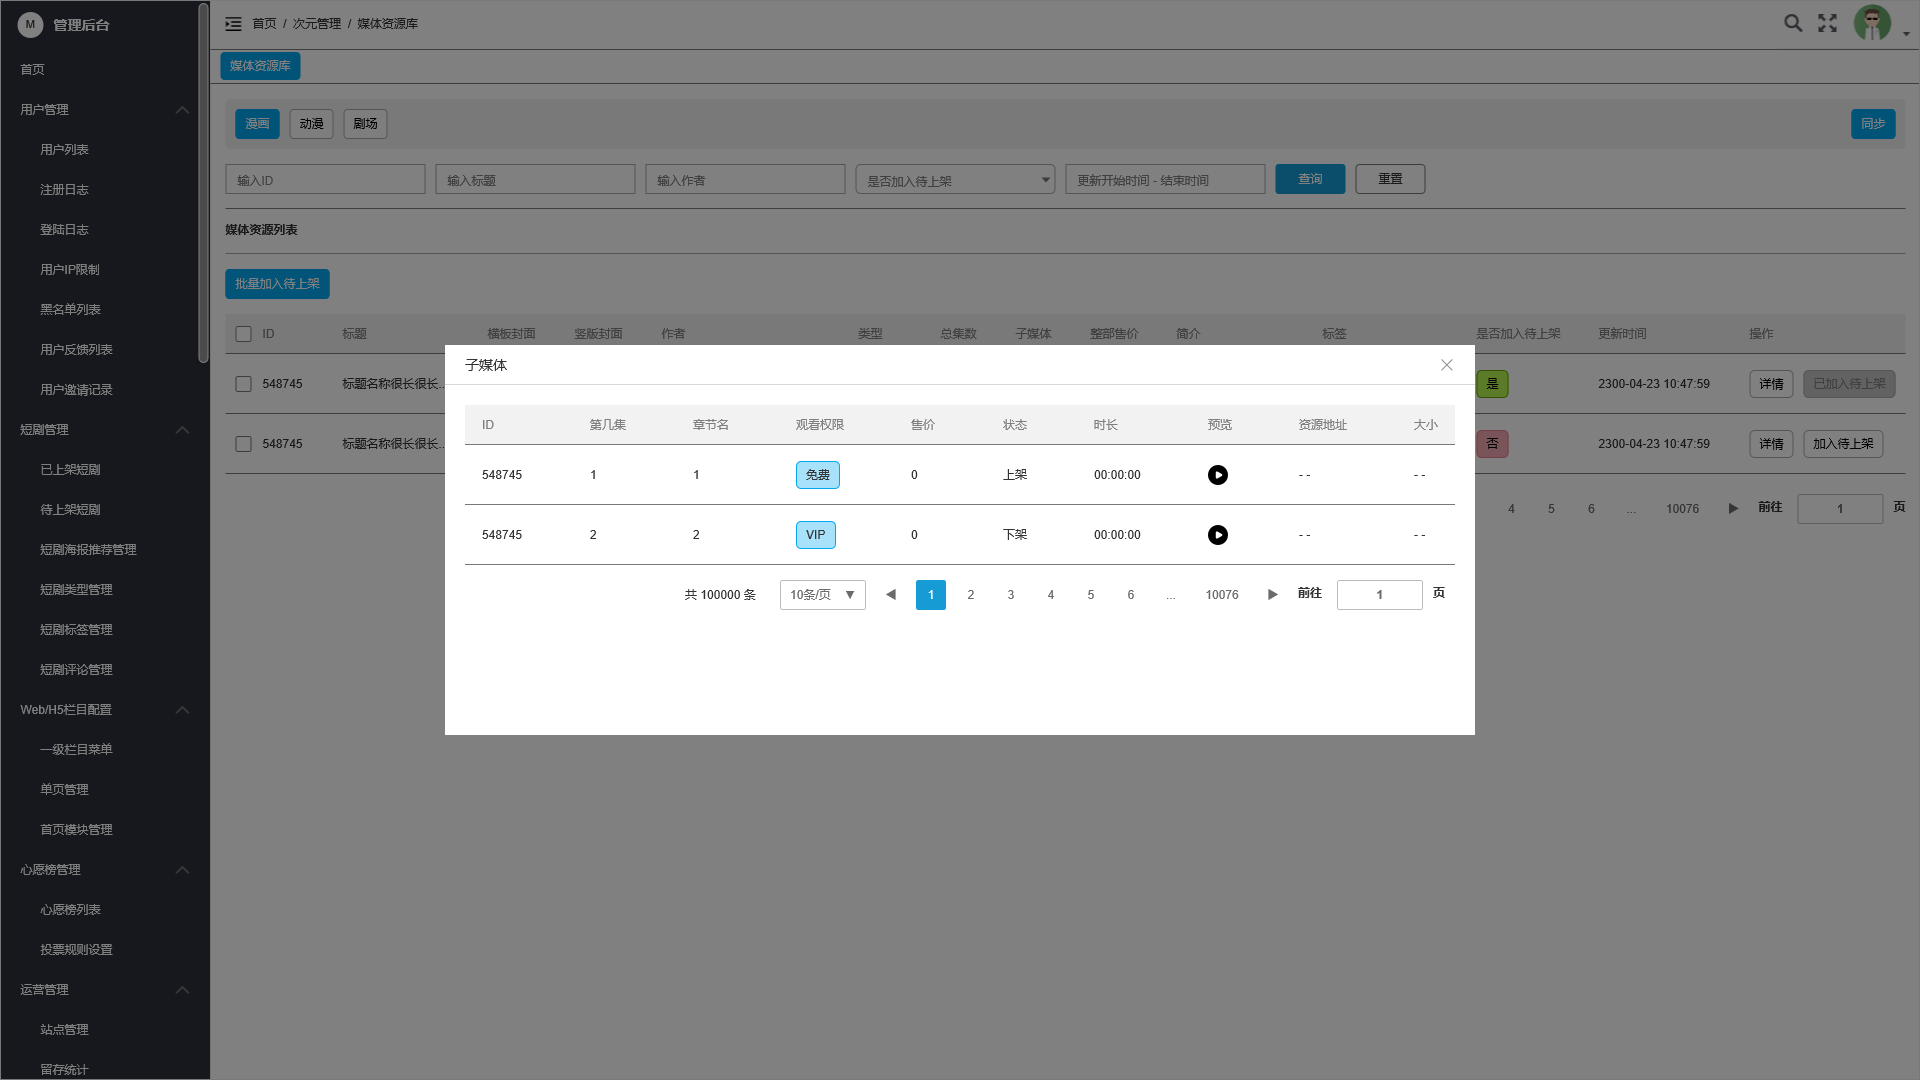 M 管理后台
首页 / 次元管理 / 媒体资源库
媒体资源库
首页
用户管理
用户列表
注册日志
登陆日志
用户IP限制
黑名单列表
用户反馈列表
用户邀请记录
短剧管理
已上架短剧
待上架短剧
短剧海报推荐管理
短剧类型管理
短剧标签管理
短剧评论管理
Web/H5栏目配置
一级栏目菜单
单页管理
首页模块管理
心愿榜管理
心愿榜列表
投票规则设置
运营管理
站点管理
留存统计
漫画 动漫 剧场 同步
输入ID 输入标题 输入作者 是否加入待上架 更新开始时间 - 结束时间 查询 重置
媒体资源列表
批量加入待上架
ID 标题 横板封面 竖版封面 作者 类型 总集数 子媒体 整部售价 简介 标签 是否加入待上架 更新时间 操作
548745 标题名称很长很长... 是 2300-04-23 10:47:59 详情 已加入待上架
548745 标题名称很长很长... 否 2300-04-23 10:47:59 详情 加入待上架
4 5 6 ... 10076 前往 1 页
子媒体
ID 第几集 章节名 观看权限 售价 状态 时长 预览 资源地址 大小
548745 1 1 免费 0 上架 00:00:00 - - - -
548745 2 2 VIP 0 下架 00:00:00 - - - -
共 100000 条 10条/页 1 2 3 4 5 6 ... 10076 前往 1 页